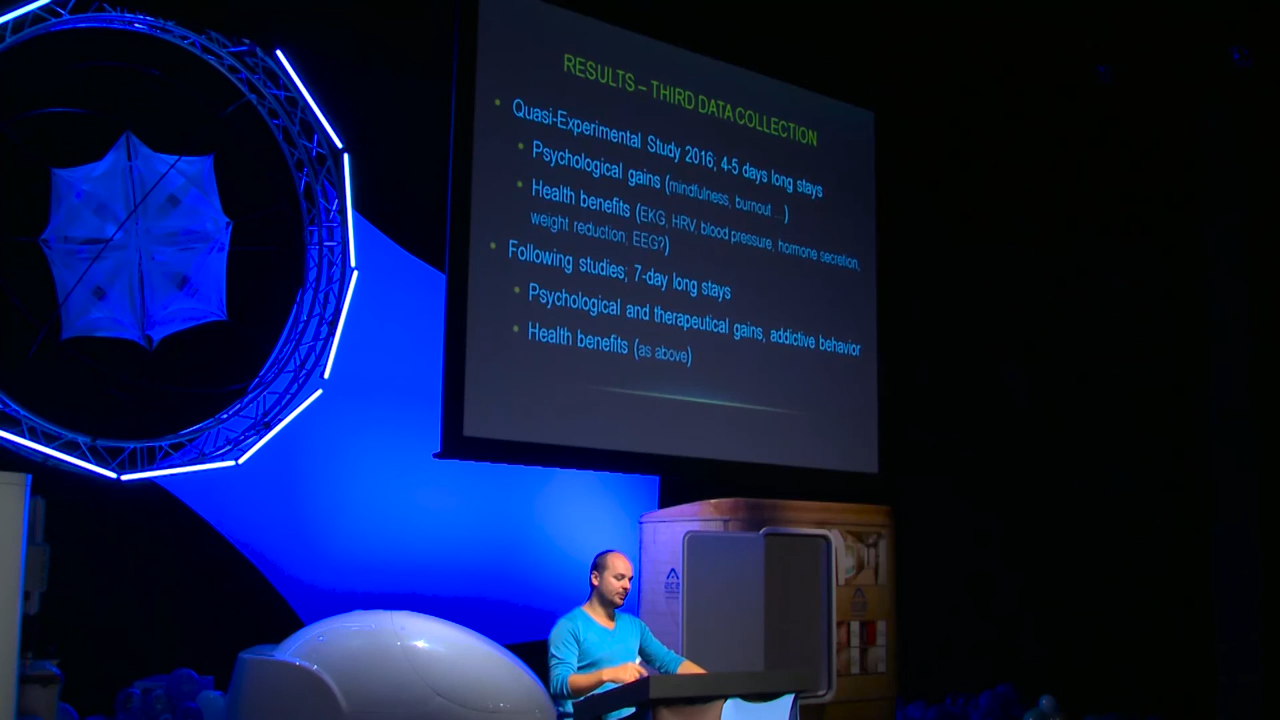 RESULTS – THIRD DATA COLLECTION
• Quasi-Experimental Study 2016; 4-5 days long stays
• Psychological gains (mindfulness, burnout ...)
• Health benefits (EKG, HRV, blood pressure, hormone secretion,
weight reduction, EEG?)
• Following studies; 7-day long stays
• Psychological and therapeutical gains, addictive behavior
• Health benefits (as above)